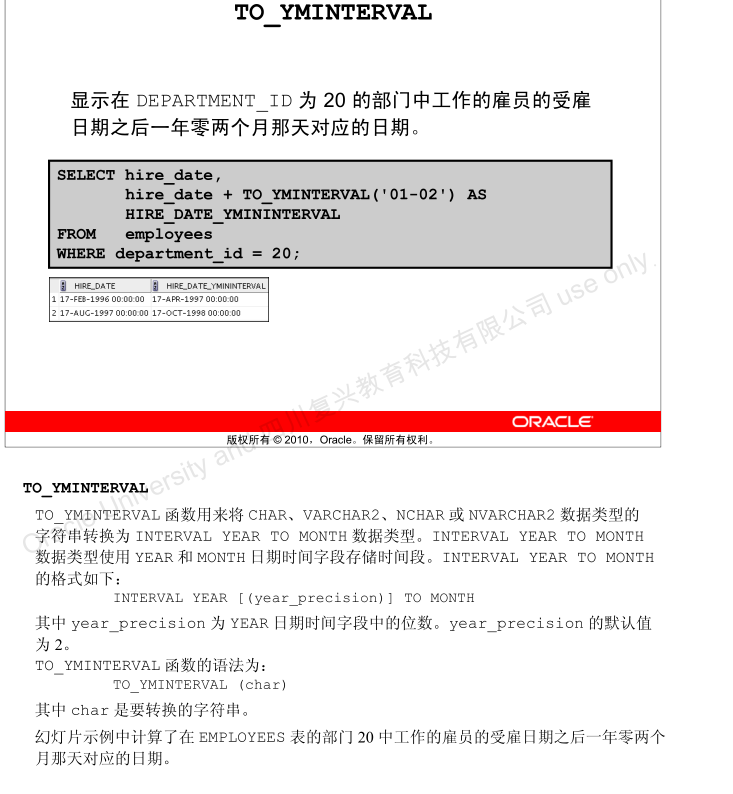 TO_YMINTERVAL
显示在 DEPARTMENT_ID 为 20 的部门中工作的雇员的受雇
日期之后一年零两个月那天对应的日期。
SELECT hire_date,
hire_date + TO_YMINTERVAL('01-02') AS
HIRE_DATE_YMININTERVAL
FROM employees
WHERE department_id = 20;
HIRE_DATE HIRE_DATE_YMININTERVAL
1 17-FEB-1996 00:00:00 17-APR-1997 00:00:00
2 17-AUG-1997 00:00:00 17-OCT-1998 00:00:00
Oracle University and 四川复兴教育科技有限公司 use only.
ORACLE
版权所有 © 2010，Oracle。保留所有权利。
TO_YMINTERVAL
TO_YMINTERVAL 函数用来将 CHAR、VARCHAR2、NCHAR 或 NVARCHAR2 数据类型的
字符串转换为 INTERVAL YEAR TO MONTH 数据类型。INTERVAL YEAR TO MONTH
数据类型使用 YEAR 和 MONTH 日期时间字段存储时间段。INTERVAL YEAR TO MONTH
的格式如下：
INTERVAL YEAR [(year_precision)] TO MONTH
其中 year_precision 为 YEAR 日期时间字段中的位数。year_precision 的默认值
为 2。
TO_YMINTERVAL 函数的语法为：
TO_YMINTERVAL (char)
其中 char 是要转换的字符串。
幻灯片示例中计算了在 EMPLOYEES 表的部门 20 中工作的雇员的受雇日期之后一年零两个
月那天对应的日期。